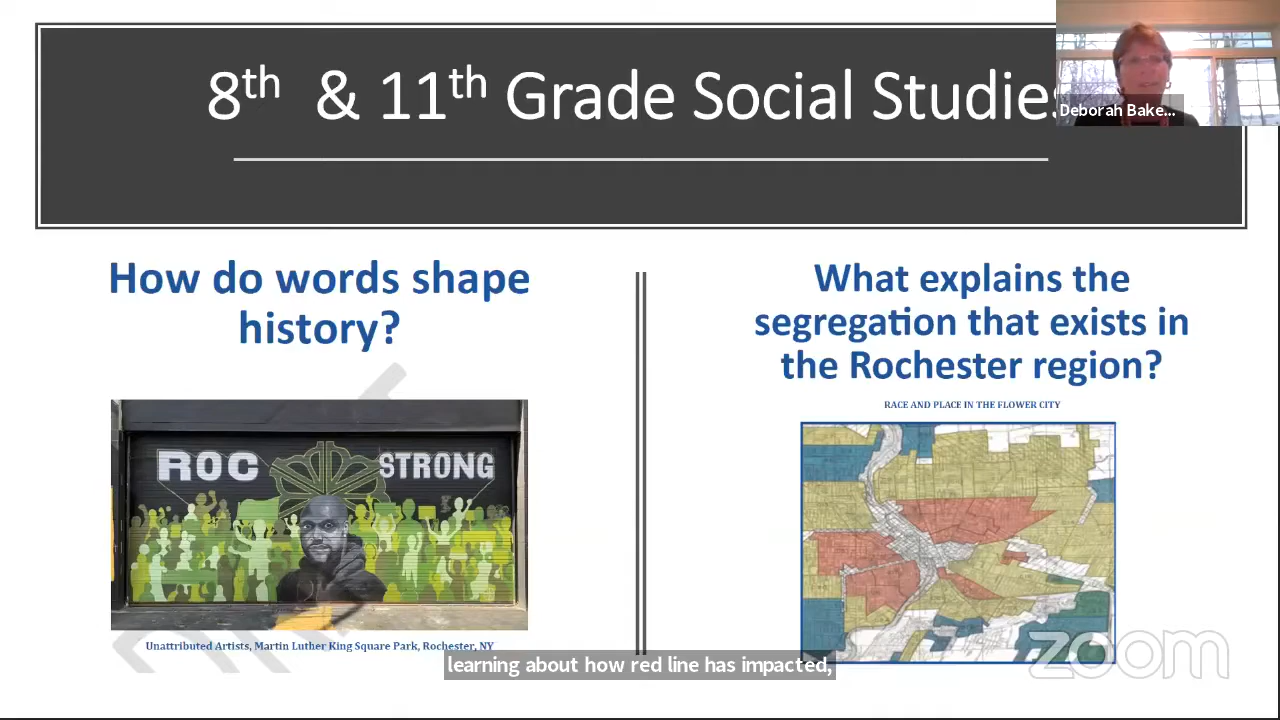 8th & 11th Grade Social Studies
Deborah Bake...
How do words shape
history?
ROC STRONG
Unattributed Artists, Martin Luther King Square Park, Rochester, NY
What explains the
segregation that exists in
the Rochester region?
RACE AND PLACE IN THE FLOWER CITY
learning about how red line has impacted,
zoom